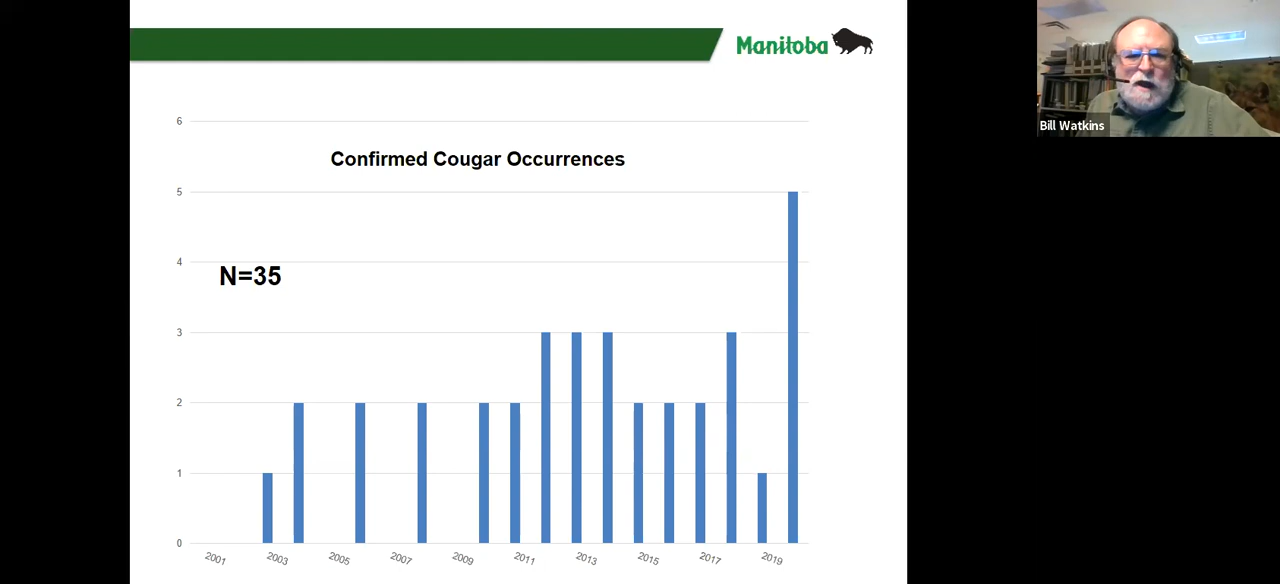 Manitoba
Bill Watkins
6
Confirmed Cougar Occurrences
5
4
N=35
3
2
1
0
2001 2003 2005 2007 2009 2011 2013 2015 2017 2019